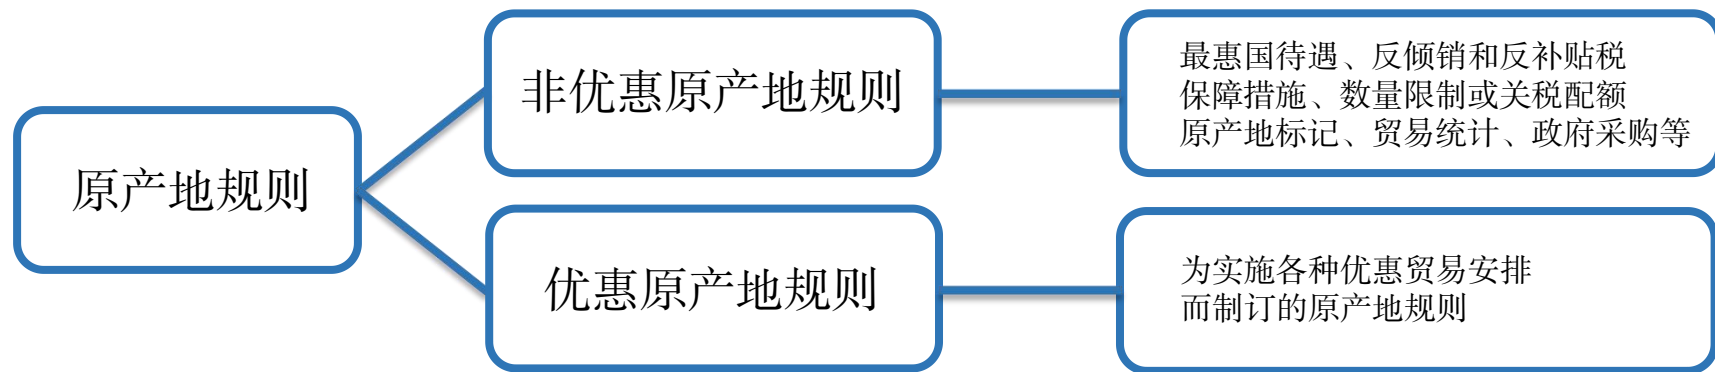 原产地规则
非优惠原产地规则
最惠国待遇、反倾销和反补贴税
保障措施、数量限制或关税配额
原产地标记、贸易统计、政府采购等
优惠原产地规则
为实施各种优惠贸易安排
而制订的原产地规则